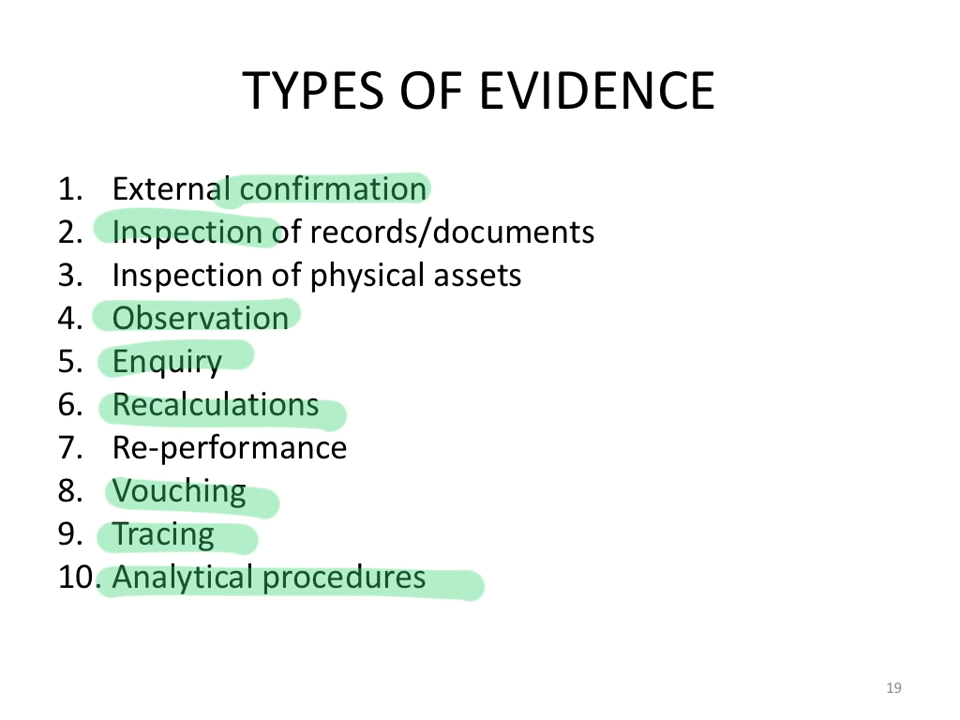 TYPES OF EVIDENCE
1. External confirmation
2. Inspection of records/documents
3. Inspection of physical assets
4. Observation
5. Enquiry
6. Recalculations
7. Re-performance
8. Vouching
9. Tracing
10. Analytical procedures
19